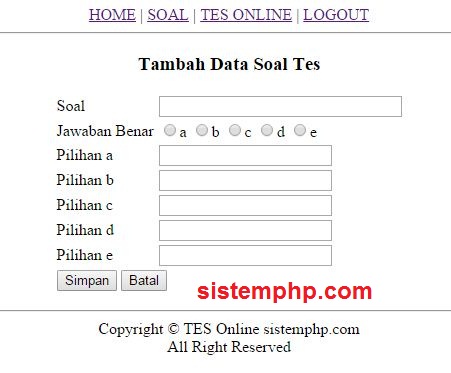 HOME | SOAL | TES ONLINE | LOGOUT
Tambah Data Soal Tes
Soal
Jawaban Benar a b c d e
Pilihan a
Pilihan b
Pilihan c
Pilihan d
Pilihan e
Simpan Batal
sistemphp.com
Copyright © TES Online sistemphp.com
All Right Reserved